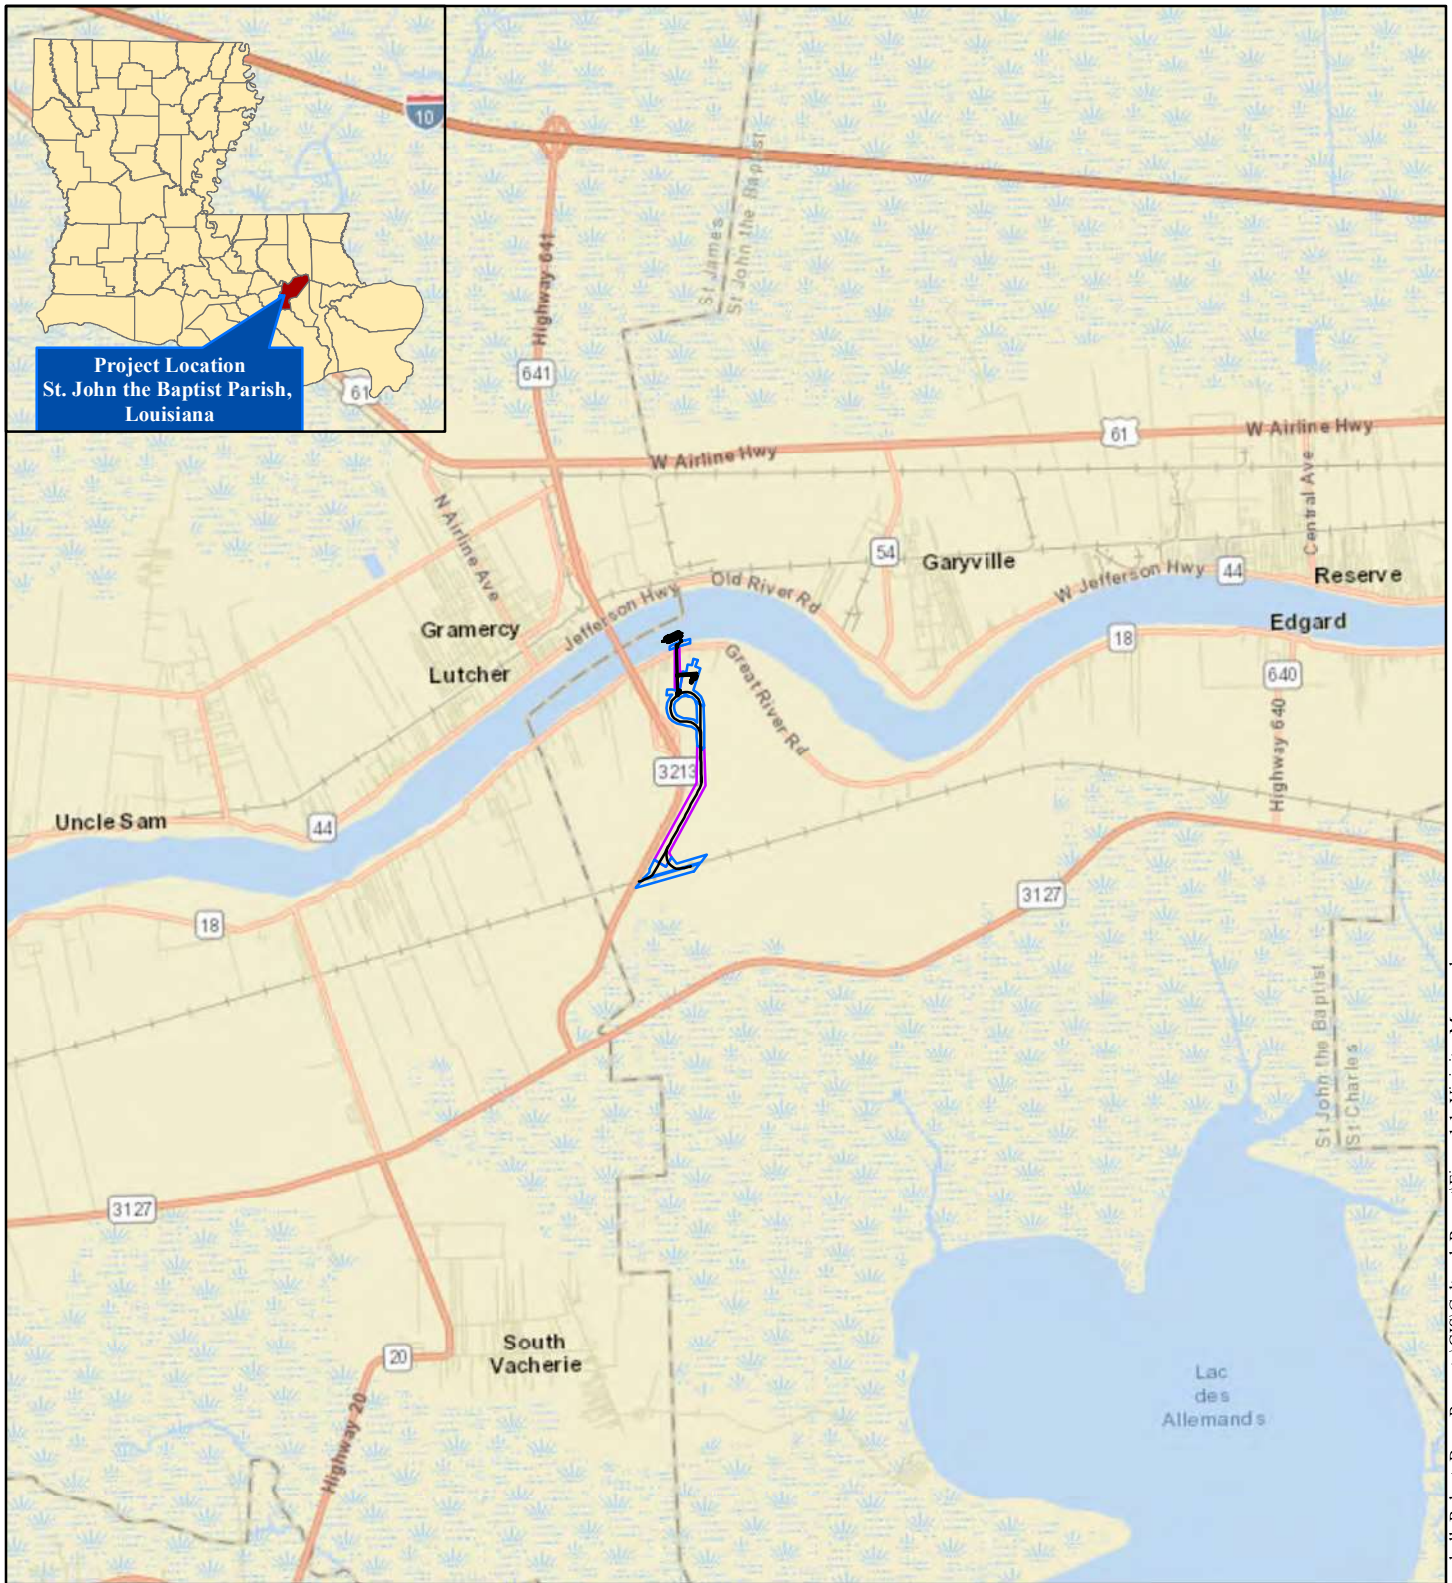 10
Project Location
St. John the Baptist Parish,
Louisiana
61
Highway 641
641
St James
St John the Baptist
W Airline Hwy
61
W Airline Hwy
Central Ave
N Airline Ave
54
Garyville
Old River Rd
Jefferson Hwy
W Jefferson Hwy
44
Reserve
Edgard
18
640
Highway 640
Gramercy
Lutcher
Great River Rd
3213
Uncle Sam
44
18
3127
St John the Baptist
St Charles
3127
South
Vacherie
20
Highway 20
Lac
des
Allemands